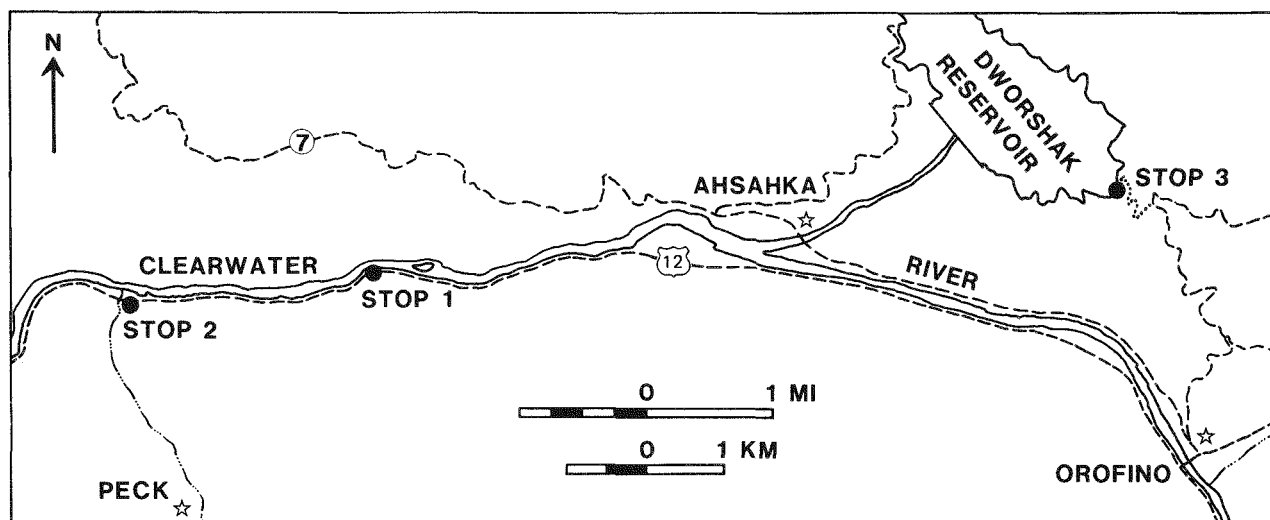 N
7
DWORSHAK
RESERVOIR
STOP 3
AHSAHKA
CLEARWATER
RIVER
12
STOP 1
STOP 2
0 1 MI
0 1 KM
PECK
OROFINO